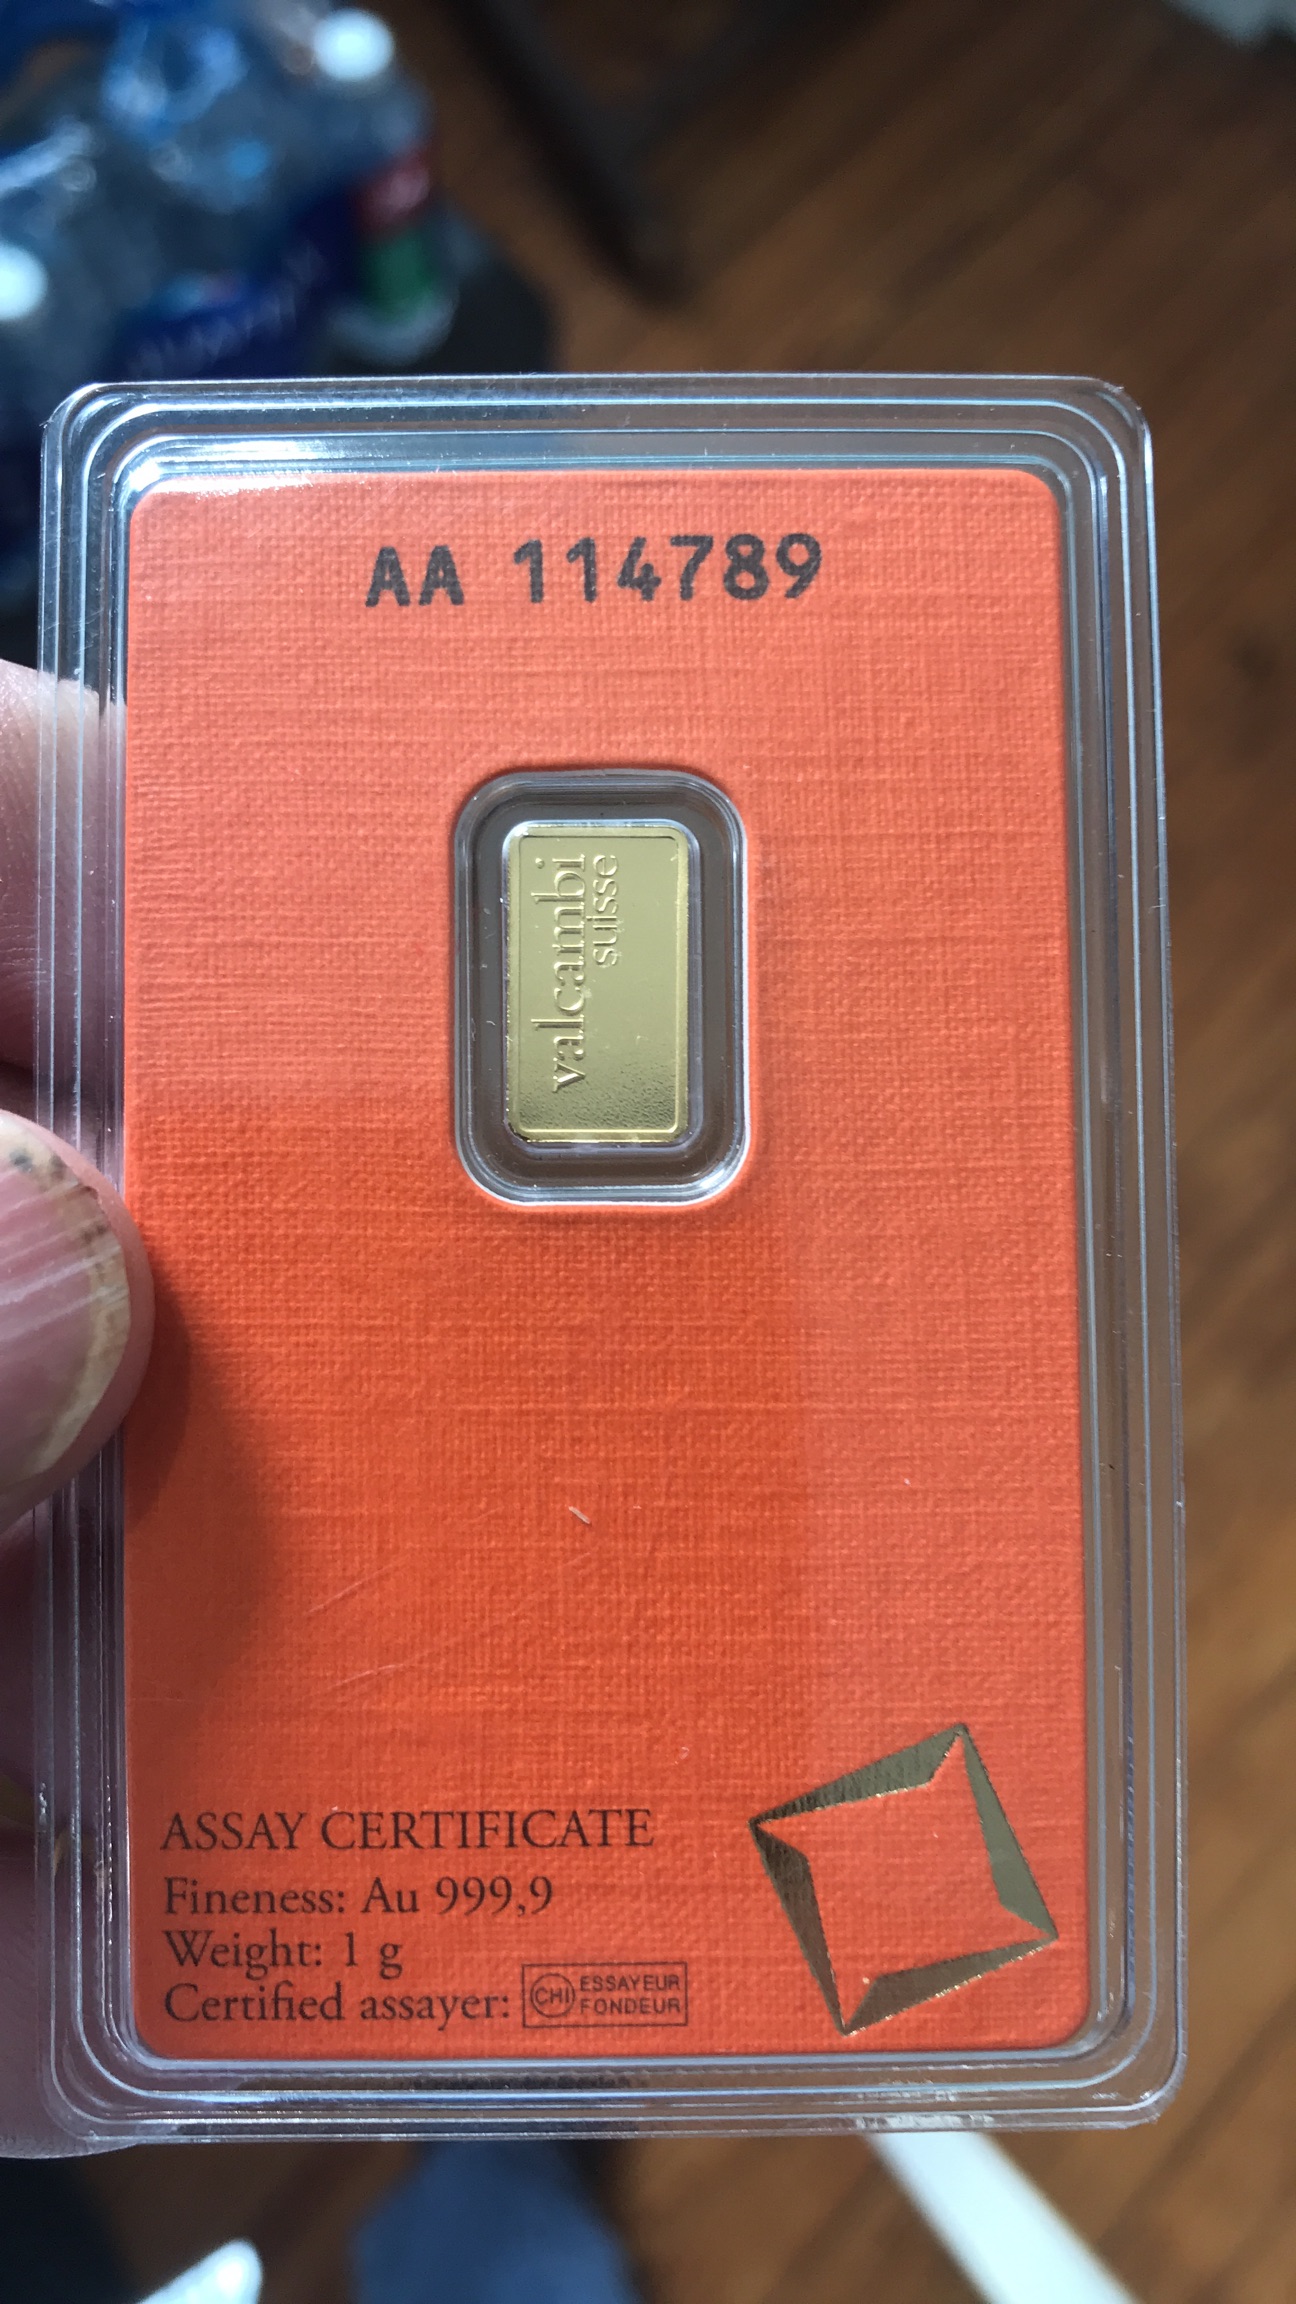 AA 114789
valcambi
suisse
ASSAY CERTIFICATE
Fineness: Au 999,9
Weight: 1 g
Certified assayer: CHI ESSAYEUR
FONDEUR